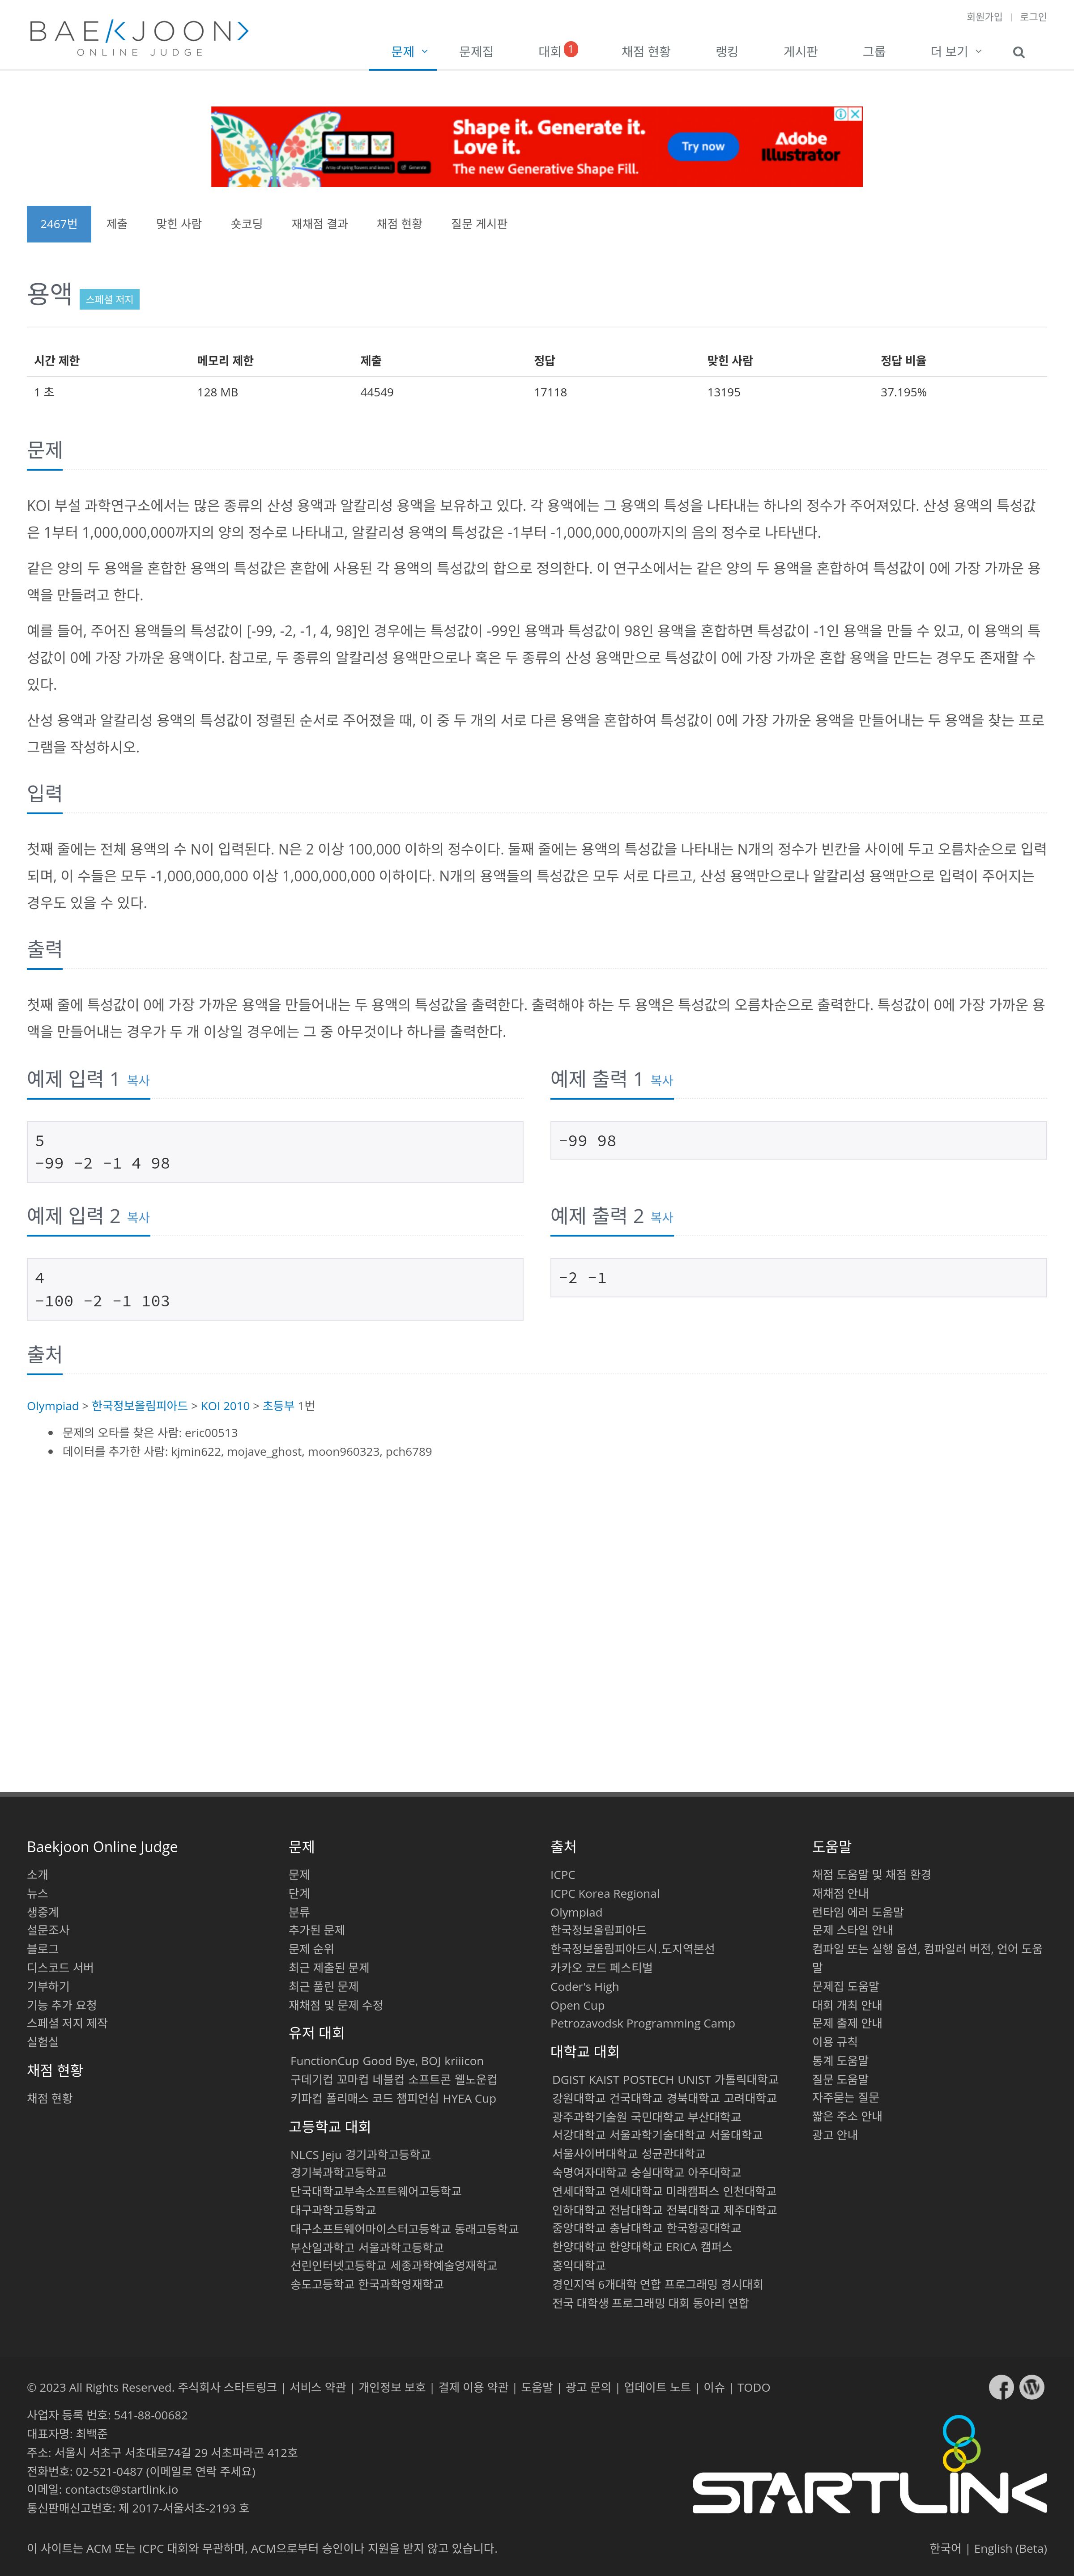 회원가입 | 로그인
BAEKJOON
ONLINE JUDGE
문제 문제집 대회 1 채점 현황 랭킹 게시판 그룹 더 보기
Shape it. Generate it.
Love it.
The new Generative Shape Fill.
Try now
Adobe
Illustrator
2467번 제출 맞힌 사람 숏코딩 재채점 결과 채점 현황 질문 게시판
용액 스페셜 저지
시간 제한 메모리 제한 제출 정답 맞힌 사람 정답 비율
1 초 128 MB 44549 17118 13195 37.195%
문제
KOI 부설 과학연구소에서는 많은 종류의 산성 용액과 알칼리성 용액을 보유하고 있다. 각 용액에는 그 용액의 특성을 나타내는 하나의 정수가 주어져있다. 산성 용액의 특성값
은 1부터 1,000,000,000까지의 양의 정수로 나타내고, 알칼리성 용액의 특성값은 -1부터 -1,000,000,000까지의 음의 정수로 나타낸다.
같은 양의 두 용액을 혼합한 용액의 특성값은 혼합에 사용된 각 용액의 특성값의 합으로 정의한다. 이 연구소에서는 같은 양의 두 용액을 혼합하여 특성값이 0에 가장 가까운 용
액을 만들려고 한다.
예를 들어, 주어진 용액들의 특성값이 [-99, -2, -1, 4, 98]인 경우에는 특성값이 -99인 용액과 특성값이 98인 용액을 혼합하면 특성값이 -1인 용액을 만들 수 있고, 이 용액의 특
성값이 0에 가장 가까운 용액이다. 참고로, 두 종류의 알칼리성 용액만으로나 혹은 두 종류의 산성 용액만으로 특성값이 0에 가장 가까운 혼합 용액을 만드는 경우도 존재할 수
있다.
산성 용액과 알칼리성 용액의 특성값이 정렬된 순서로 주어졌을 때, 이 중 두 개의 서로 다른 용액을 혼합하여 특성값이 0에 가장 가까운 용액을 만들어내는 두 용액을 찾는 프로
그램을 작성하시오.
입력
첫째 줄에는 전체 용액의 수 N이 입력된다. N은 2 이상 100,000 이하의 정수이다. 둘째 줄에는 용액의 특성값을 나타내는 N개의 정수가 빈칸을 사이에 두고 오름차순으로 입력
되며, 이 수들은 모두 -1,000,000,000 이상 1,000,000,000 이하이다. N개의 용액들의 특성값은 모두 서로 다르고, 산성 용액만으로나 알칼리성 용액만으로 입력이 주어지는
경우도 있을 수 있다.
출력
첫째 줄에 특성값이 0에 가장 가까운 용액을 만들어내는 두 용액의 특성값을 출력한다. 출력해야 하는 두 용액은 특성값의 오름차순으로 출력한다. 특성값이 0에 가장 가까운 용
액을 만들어내는 경우가 두 개 이상일 경우에는 그 중 아무것이나 하나를 출력한다.
예제 입력 1 복사
5
-99 -2 -1 4 98
예제 출력 1 복사
-99 98
예제 입력 2 복사
4
-100 -2 -1 103
예제 출력 2 복사
-2 -1
출처
Olympiad > 한국정보올림피아드 > KOI 2010 > 초등부 1번
문제의 오타를 찾은 사람: eric00513
데이터를 추가한 사람: kjmin622, mojave_ghost, moon960323, pch6789
Baekjoon Online Judge
소개
뉴스
생중계
설문조사
블로그
디스코드 서버
기부하기
기능 추가 요청
스페셜 저지 제작
실험실
채점 현황
채점 현황
문제
문제
단계
분류
추가된 문제
문제 순위
최근 제출된 문제
최근 풀린 문제
재채점 및 문제 수정
유저 대회
FunctionCup Good Bye, BOJ kriiicon
구데기컵 꼬마컵 네블컵 소프트콘 웰노운컵
키파컵 폴리매스 코드 챔피언십 HYEA Cup
고등학교 대회
NLCS Jeju 경기과학고등학교
경기북과학고등학교
단국대학교부속소프트웨어고등학교
대구과학고등학교
대구소프트웨어마이스터고등학교 동래고등학교
부산일과학고 서울과학고등학교
선린인터넷고등학교 세종과학예술영재학교
송도고등학교 한국과학영재학교
출처
ICPC
ICPC Korea Regional
Olympiad
한국정보올림피아드
한국정보올림피아드시.도지역본선
카카오 코드 페스티벌
Coder's High
Open Cup
Petrozavodsk Programming Camp
대학교 대회
DGIST KAIST POSTECH UNIST 가톨릭대학교
강원대학교 건국대학교 경북대학교 고려대학교
광주과학기술원 국민대학교 부산대학교
서강대학교 서울과학기술대학교 서울대학교
서울사이버대학교 성균관대학교
숙명여자대학교 숭실대학교 아주대학교
연세대학교 연세대학교 미래캠퍼스 인천대학교
인하대학교 전남대학교 전북대학교 제주대학교
중앙대학교 충남대학교 한국항공대학교
한양대학교 한양대학교 ERICA 캠퍼스
홍익대학교
경인지역 6개대학 연합 프로그래밍 경시대회
전국 대학생 프로그래밍 대회 동아리 연합
도움말
채점 도움말 및 채점 환경
재채점 안내
런타임 에러 도움말
문제 스타일 안내
컴파일 또는 실행 옵션, 컴파일러 버전, 언어 도움
말
문제집 도움말
대회 개최 안내
문제 출제 안내
이용 규칙
통계 도움말
질문 도움말
자주묻는 질문
짧은 주소 안내
광고 안내
© 2023 All Rights Reserved. 주식회사 스타트링크 | 서비스 약관 | 개인정보 보호 | 결제 이용 약관 | 도움말 | 광고 문의 | 업데이트 노트 | 이슈 | TODO
사업자 등록 번호: 541-88-00682
대표자명: 최백준
주소: 서울시 서초구 서초대로74길 29 서초파라곤 412호
전화번호: 02-521-0487 (이메일로 연락 주세요)
이메일: contacts@startlink.io
통신판매신고번호: 제 2017-서울서초-2193 호
STARTLINK
이 사이트는 ACM 또는 ICPC 대회와 무관하며, ACM으로부터 승인이나 지원을 받지 않고 있습니다.
한국어 | English (Beta)